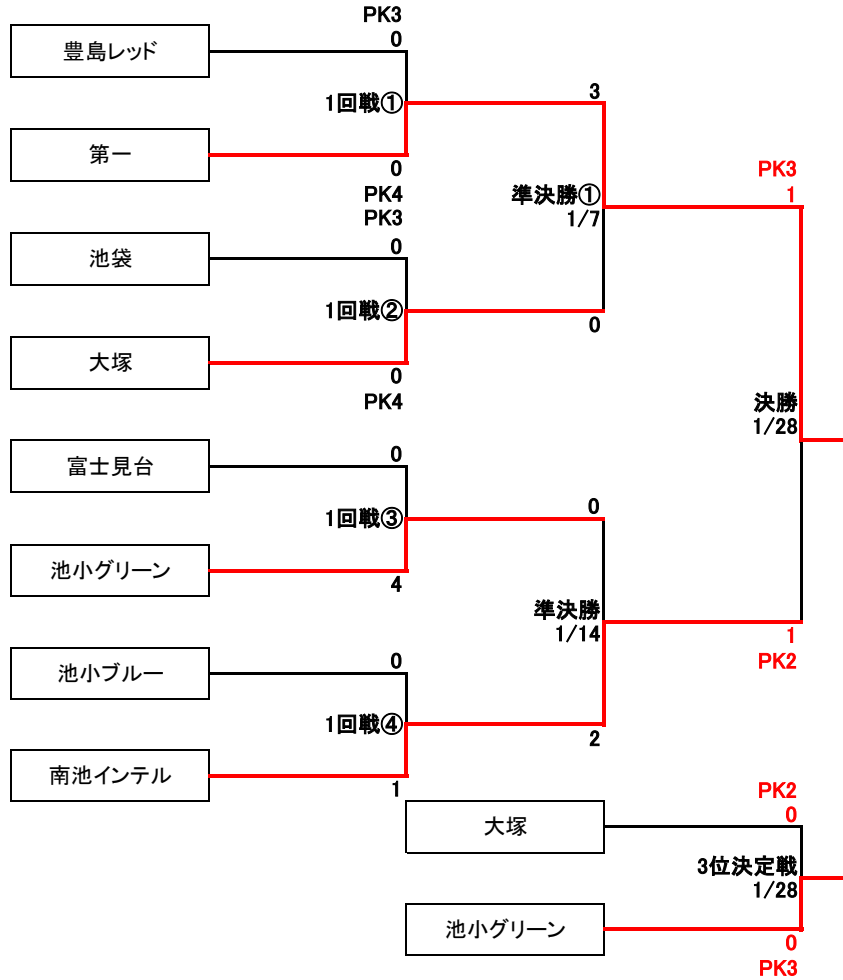 PK3
0
豊島レッド
1回戦①
3
第一
0
PK4
準決勝①
1/7
PK3
1
PK3
0
池袋
1回戦②
0
大塚
0
PK4
決勝
1/28
富士見台
0
1回戦③
0
池小グリーン
4
準決勝
1/14
1
PK2
池小ブルー
0
1回戦④
2
南池インテル
1
PK2
0
大塚
3位決定戦
1/28
池小グリーン
0
PK3